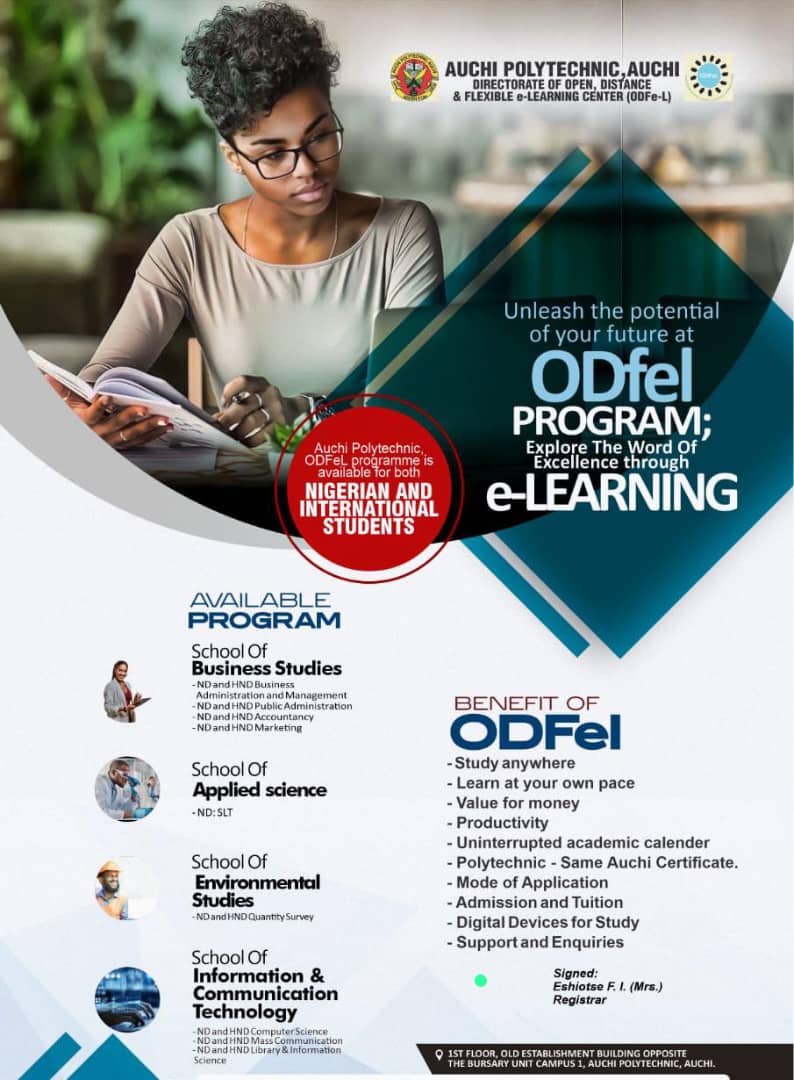 AUCHI POLYTECHNIC,AUCHI
DIRECTORATE OF OPEN, DISTANCE
& FLEXIBLE e-LEARNING CENTER (ODFe-L)
Unleash the potential
of your future at
ODfel
PROGRAM;
Explore The Word Of
Excellence through
e-LEARNING
Auchi Polytechnic,
ODFeL programme is
available for both
NIGERIAN AND
INTERNATIONAL
STUDENTS
AVAILABLE
PROGRAM
School Of
Business Studies
- ND and HND Business
Administration and Management
- ND and HND Public Administration
- ND and HND Accountancy
- ND and HND Marketing
School Of
Applied science
- ND: SLT
School Of
Environmental
Studies
- ND and HND Quantity Survey
School Of
Information &
Communication
Technology
- ND and HND Computer Science
- ND and HND Mass Communication
- ND and HND Library & Information
Science
BENEFIT OF
ODFel
- Study anywhere
- Learn at your own pace
- Value for money
- Productivity
- Uninterrupted academic calender
- Polytechnic - Same Auchi Certificate.
- Mode of Application
- Admission and Tuition
- Digital Devices for Study
- Support and Enquiries
Signed:
Eshiotse F. I. (Mrs.)
Registrar
1ST FLOOR, OLD ESTABLISHMENT BUILDING OPPOSITE
THE BURSARY UNIT CAMPUS 1, AUCHI POLYTECHNIC, AUCHI.